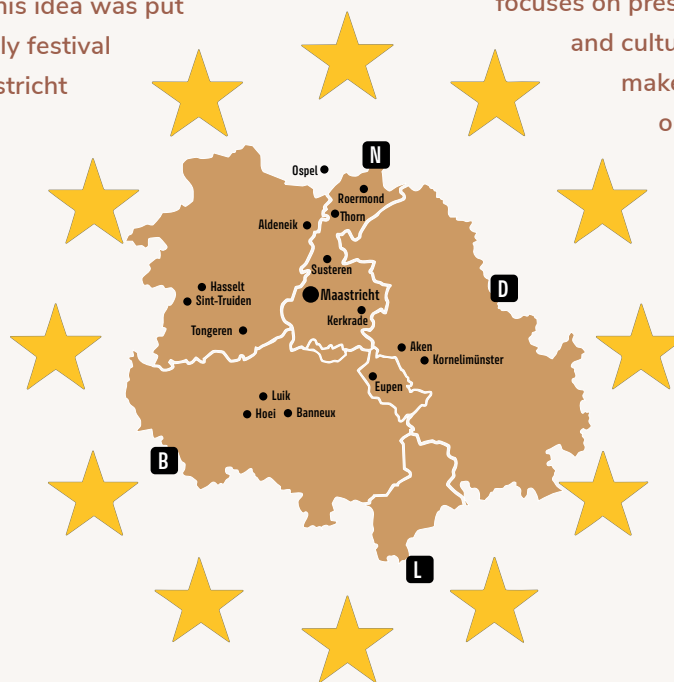 his idea was put
ly festival
stricht
focuses on pres
and cultu
make
o
N
Ospel
Roermond
Thorn
Aldeneik
Susteren
D
Hasselt
Maastricht
Sint-Truiden
Kerkrade
Tongeren
Aken
Kornelimünster
Eupen
Luik
Hoei
Banneux
B
L